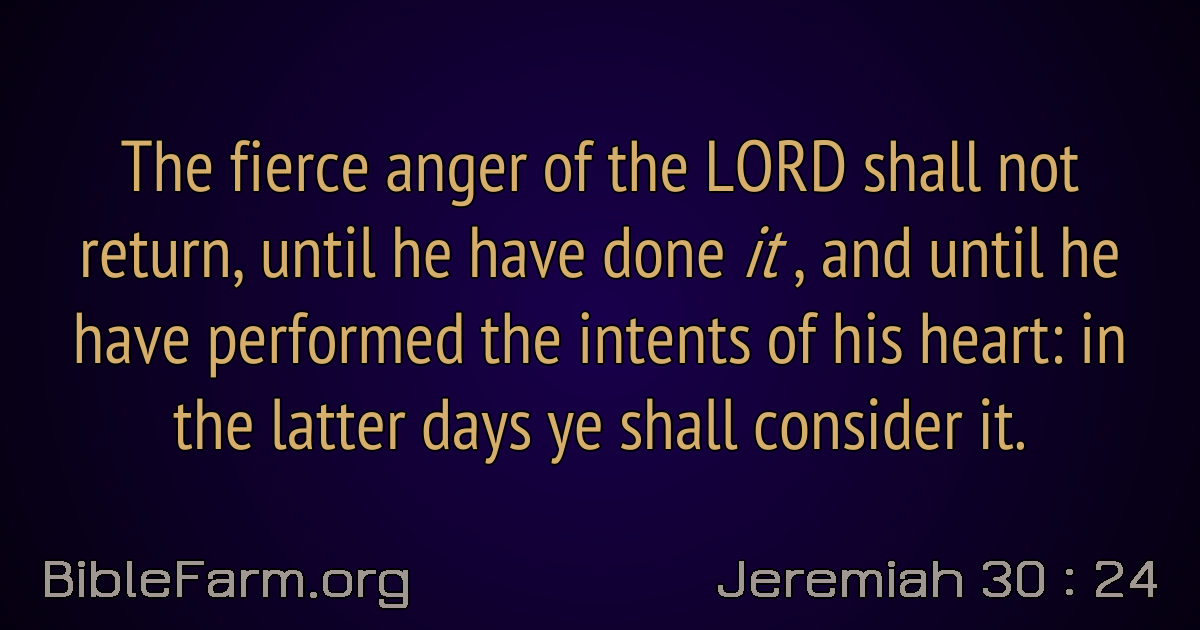 The fierce anger of the LORD shall not
return, until he have done it , and until he
have performed the intents of his heart: in
the latter days ye shall consider it.
BibleFarm.org
Jeremiah 30 : 24